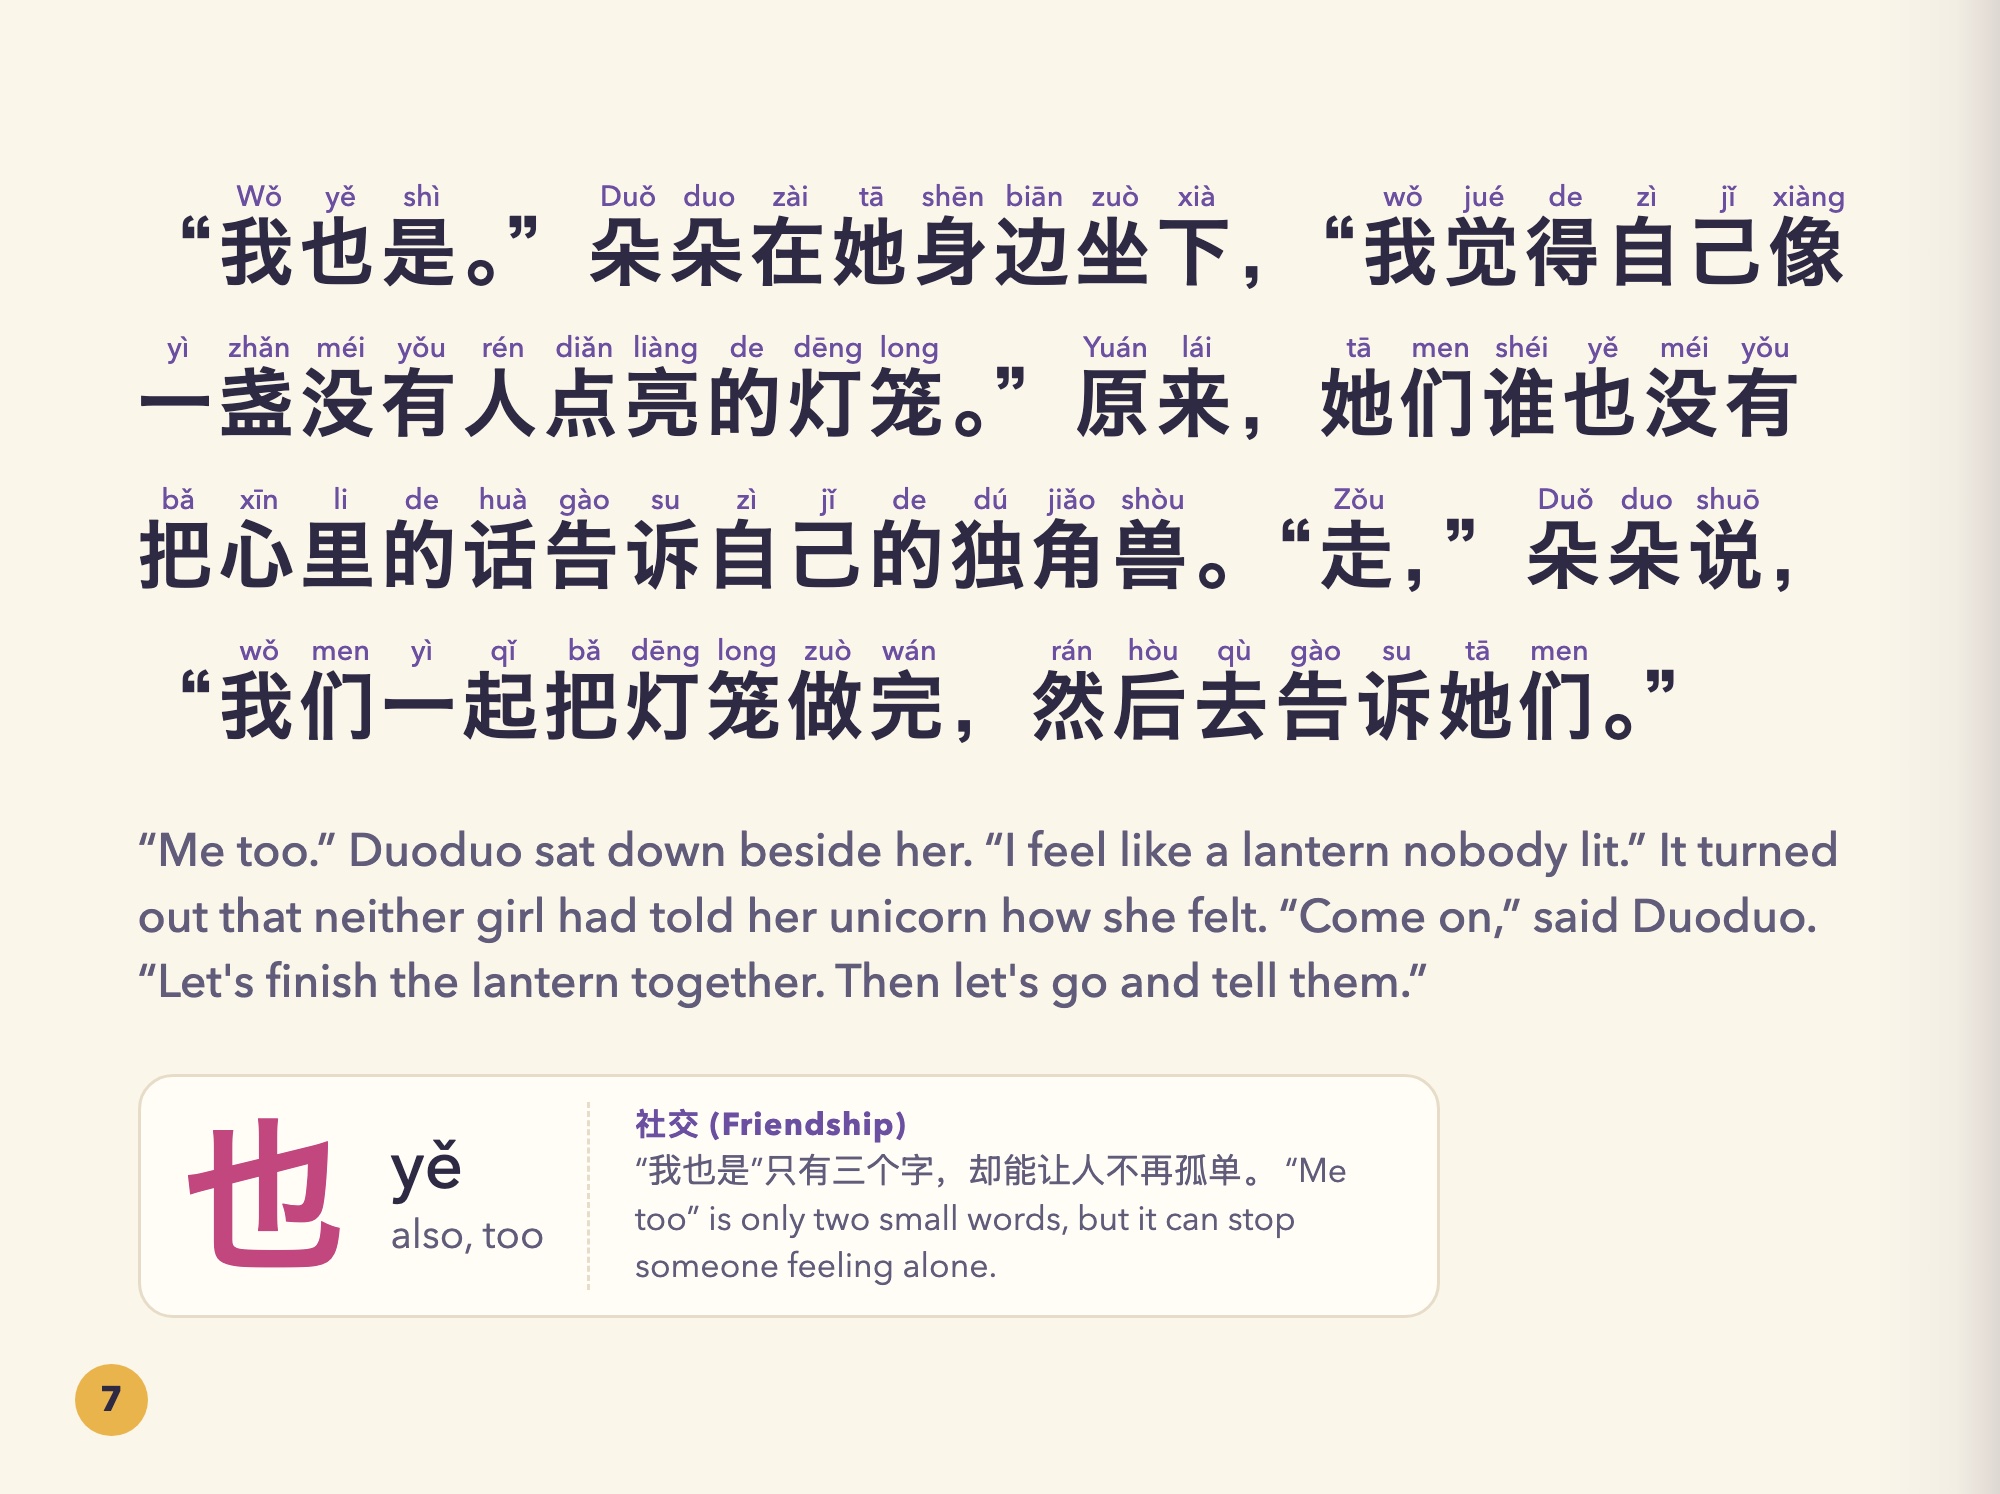 Wǒ yě shì Duǒ duo zài tā shēn biān zuò xià wǒ jué de zì jǐ xiàng
“我也是。” 朵朵在她身边坐下，“我觉得自己像
yì zhǎn méi yǒu rén diǎn liàng de dēng long Yuán lái tā men shéi yě méi yǒu
一盏没有人点亮的灯笼。” 原来，她们谁也没有
bǎ xīn li de huà gào su zì jǐ de dú jiǎo shòu Zǒu Duǒ duo shuō
把心里的话告诉自己的独角兽。“走，” 朵朵说，
wǒ men yì qǐ bǎ dēng long zuò wán rán hòu qù gào su tā men
“我们一起把灯笼做完，然后去告诉她们。”
“Me too.” Duoduo sat down beside her. “I feel like a lantern nobody lit.” It turned
out that neither girl had told her unicorn how she felt. “Come on,” said Duoduo.
“Let's finish the lantern together. Then let's go and tell them.”
也
yě
also, too
社交 (Friendship)
“我也是”只有三个字，却能让人不再孤单。 “Me
too” is only two small words, but it can stop
someone feeling alone.
7